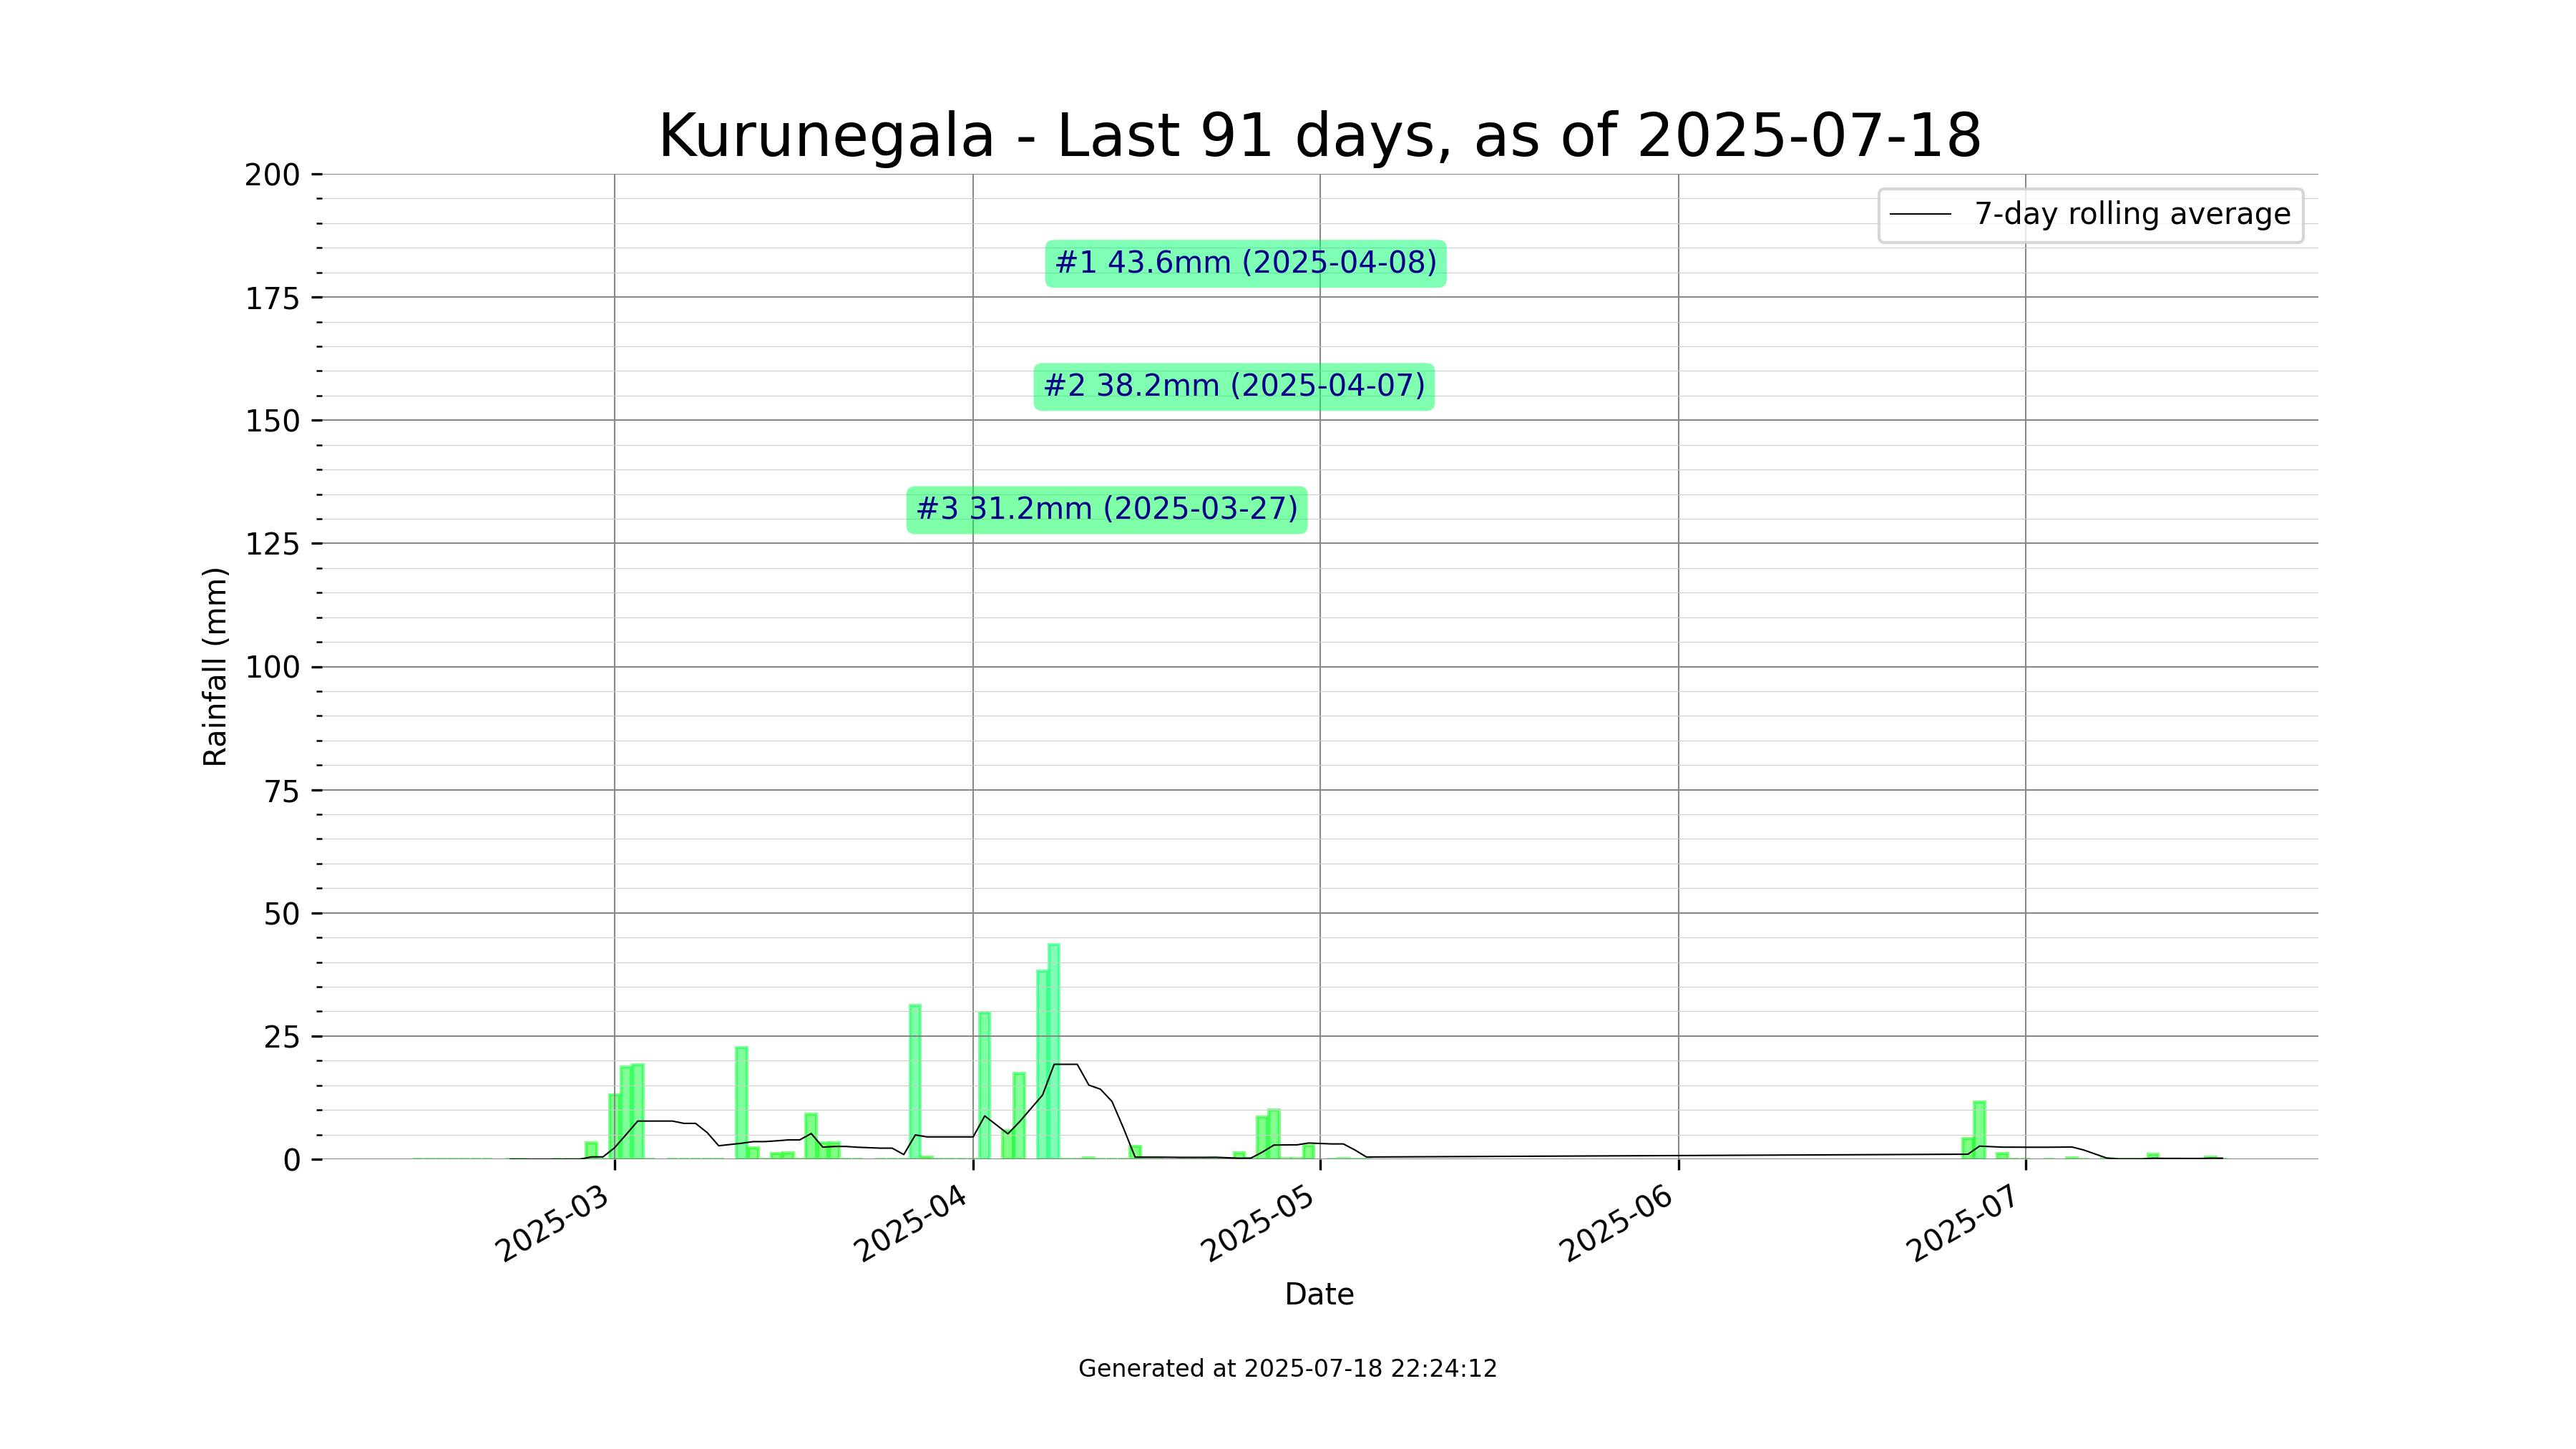 Kurunegala - Last 91 days, as of 2025-07-18
200
175
150
125
100
75
50
25
0
Rainfall (mm)
7-day rolling average
#1 43.6mm (2025-04-08)
#2 38.2mm (2025-04-07)
#3 31.2mm (2025-03-27)
2025-03
2025-04
2025-05
2025-06
2025-07
Date
Generated at 2025-07-18 22:24:12